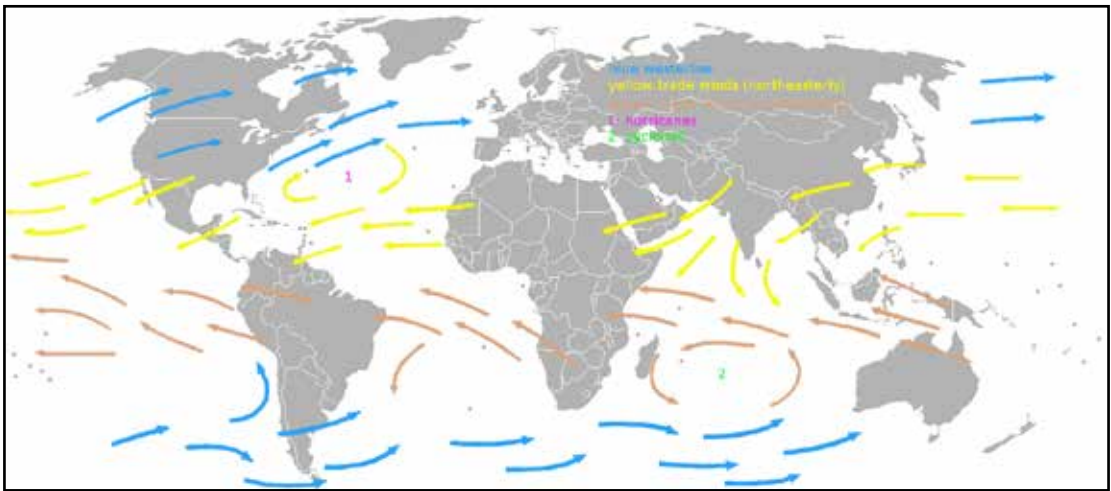 blue westerlies
yellow trade winds (northeasterly)
1: hurricanes
2: cyclones
1
2